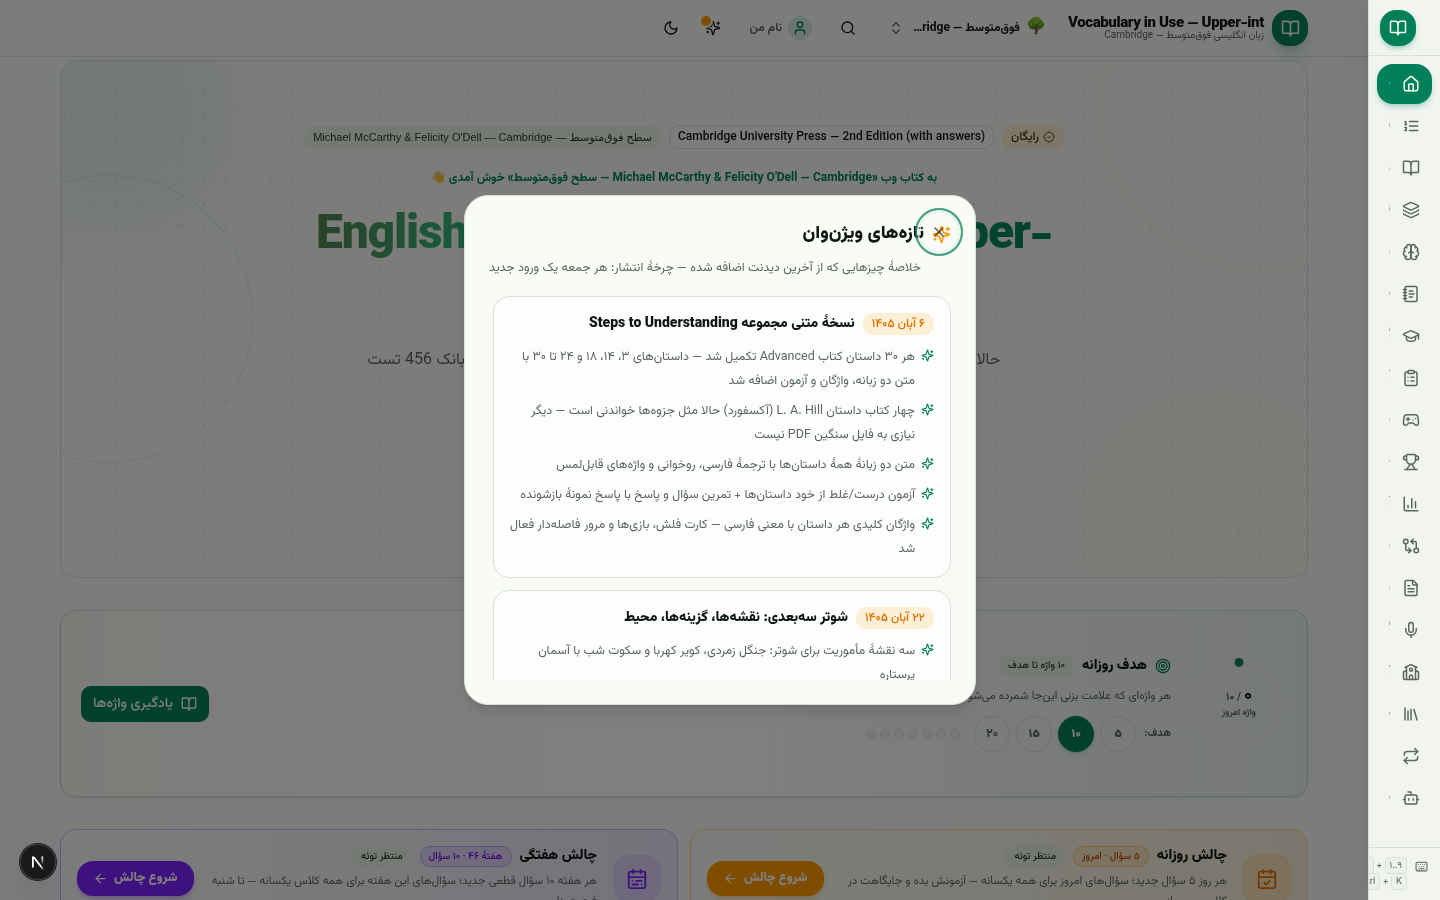 Vocabulary in Use — Upper-int
زبان انگلیسی فوق‌متوسط — Cambridge
فوق‌متوسط — ridge...
نام من
رایگان
Cambridge University Press — 2nd Edition (with answers)
Michael McCarthy & Felicity O'Dell — Cambridge — سطح فوق‌متوسط
به کتاب وب «Michael McCarthy & Felicity O'Dell — Cambridge — سطح فوق‌متوسط» خوش آمدی 👋
English
per-
حالا
بانک 456 تست
تازه‌های ویژن‌وان
خلاصهٔ چیزهایی که از آخرین دیدنت اضافه شده — چرخهٔ انتشار: هر جمعه یک ورود جدید
۶ آبان ۱۴۰۵
نسخهٔ متنی مجموعه Steps to Understanding
هر ۳۰ داستان کتاب Advanced تکمیل شد — داستان‌های ۳، ۱۴، ۱۸ و ۲۴ تا ۳۰ با
متن دو زبانه، واژگان و آزمون اضافه شد
چهار کتاب داستان L. A. Hill (آکسفورد) حالا مثل جزوه‌ها خواندنی است — دیگر
نیازی به فایل سنگین PDF نیست
متن دو زبانهٔ همهٔ داستان‌ها با ترجمهٔ فارسی، روخوانی و واژه‌های قابل‌لمس
آزمون درست/غلط از خود داستان‌ها + تمرین سؤال و پاسخ با پاسخ نمونهٔ بازشونده
واژگان کلیدی هر داستان با معنی فارسی — کارت فلش، بازی‌ها و مرور فاصله‌دار فعال
شد
۲۲ آبان ۱۴۰۵
شوتر سه‌بعدی: نقشه‌ها، گزینه‌ها، محیط
سه نقشهٔ مأموریت برای شوتر: جنگل زمردی، کویر کهربا و سکوت شب با آسمان
پرستاره
هدف روزانه
۱۰ واژه تا هدف
هر واژه‌ای که علامت بزنی این‌جا شمرده می‌شو
هدف:
۵
۱۰
۱۵
۲۰
۰ / ۱۰
واژه امروز
یادگیری واژه‌ها
چالش روزانه
۵ سؤال · امروز
منتظر توئه
هر روز ۵ سؤال جدید؛ سؤال‌های امروز برای همه یکسانه — آزمونش بده و جایگاهت در
شروع چالش
چالش هفتگی
هفتهٔ ۴۶ · ۱۰ سؤال
منتظر توئه
هر هفته ۱۰ سؤال قطعی جدید؛ سؤال‌های این هفته برای همه کلاس یکسانه — تا شنبه
شروع چالش
N
۱..۹ +
K + rl